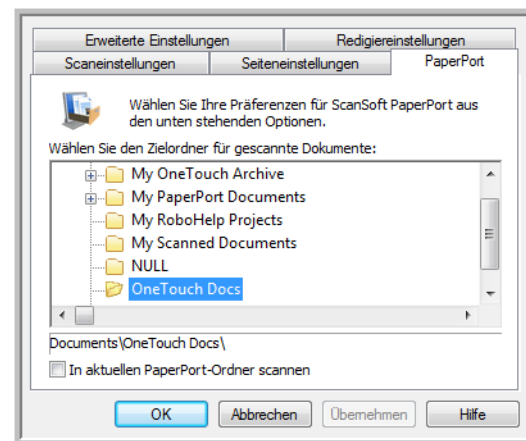 Erweiterte Einstellungen Redigiereinstellungen
Scaneinstellungen Seiteneinstellungen PaperPort
Wählen Sie Ihre Präferenzen für ScanSoft PaperPort aus
den unten stehenden Optionen.
Wählen Sie den Zielordner für gescannte Dokumente:
My OneTouch Archive
My PaperPort Documents
My RoboHelp Projects
My Scanned Documents
NULL
OneTouch Docs
Documents\OneTouch Docs\
In aktuellen PaperPort-Ordner scannen
OK Abbrechen Übernehmen Hilfe